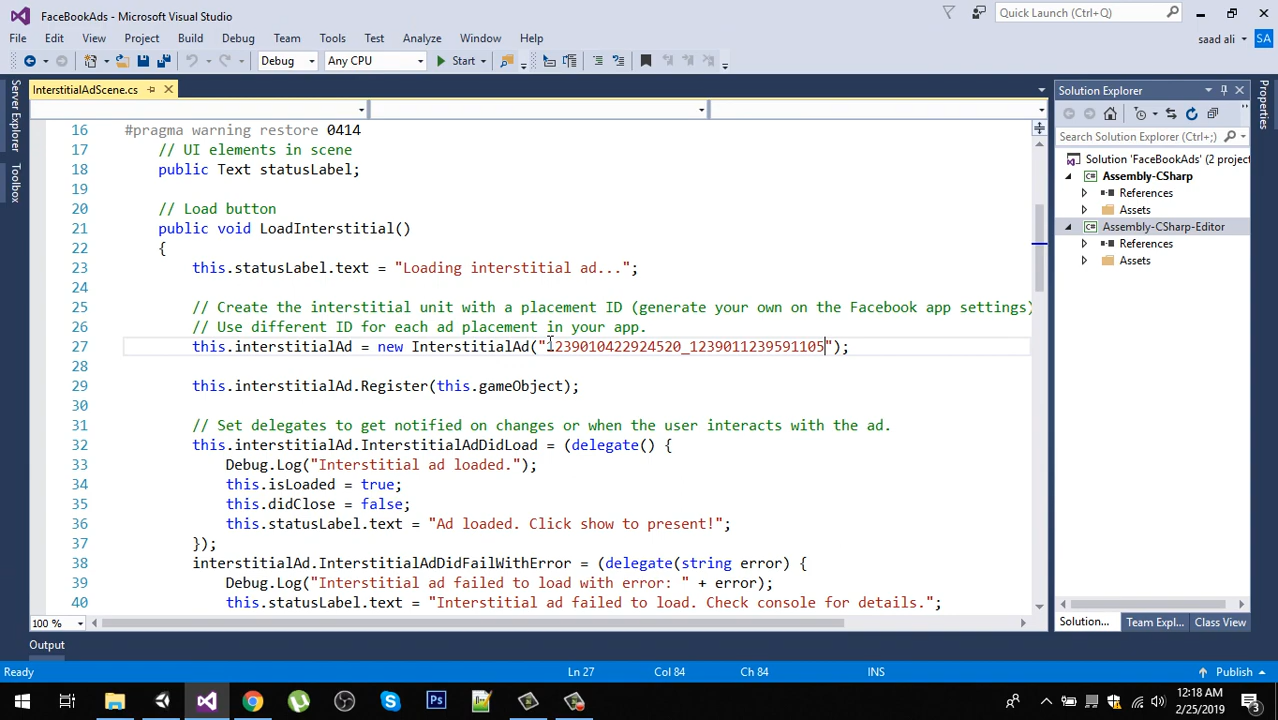 FaceBookAds - Microsoft Visual Studio
Quick Launch (Ctrl+Q)
File Edit View Project Build Debug Team Tools Test Analyze Window Help
saad ali SA
Debug Any CPU Start
InterstitialAdScene.cs
Solution Explorer
Search Solution Explorer (Ctrl+;)
Server Explorer
Toolbox
Properties
16 #pragma warning restore 0414
17 // UI elements in scene
18 public Text statusLabel;
19
20 // Load button
21 public void LoadInterstitial()
22 {
23 this.statusLabel.text = "Loading interstitial ad...";
24
25 // Create the interstitial unit with a placement ID (generate your own on the Facebook app settings)
26 // Use different ID for each ad placement in your app.
27 this.interstitialAd = new InterstitialAd("1239010422924520_1239011239591105");
28
29 this.interstitialAd.Register(this.gameObject);
30
31 // Set delegates to get notified on changes or when the user interacts with the ad.
32 this.interstitialAd.InterstitialAdDidLoad = (delegate() {
33 Debug.Log("Interstitial ad loaded.");
34 this.isLoaded = true;
35 this.didClose = false;
36 this.statusLabel.text = "Ad loaded. Click show to present!";
37 });
38 interstitialAd.InterstitialAdDidFailWithError = (delegate(string error) {
39 Debug.Log("Interstitial ad failed to load with error: " + error);
40 this.statusLabel.text = "Interstitial ad failed to load. Check console for details.";
Solution 'FaceBookAds' (2 project
Assembly-CSharp
References
Assets
Assembly-CSharp-Editor
References
Assets
100 %
Solution... Team Expl... Class View
Output
Ready Ln 27 Col 84 Ch 84 INS Publish
12:18 AM
2/25/2019
3